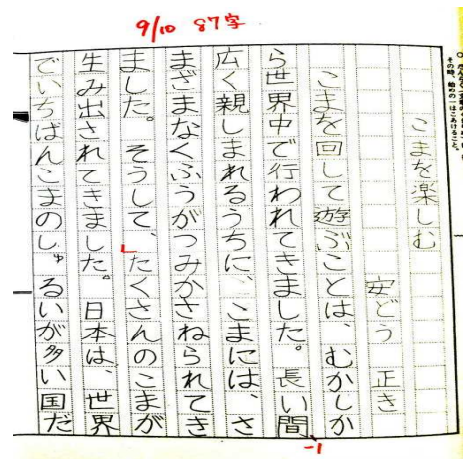 9/10 87字
こまを楽しむ
安どう 正き
こまを回して遊ぶことは、むかしか
ら世界中で行われてきました。長い間、
広く親しまれるうちに、こまには、さ
まざまなくふうがつみかさねられてき
ました。そうして、たくさんのこまが
生み出されてきました。日本は、世界
でいちばんこまのしゅるいが多い国だ
-1